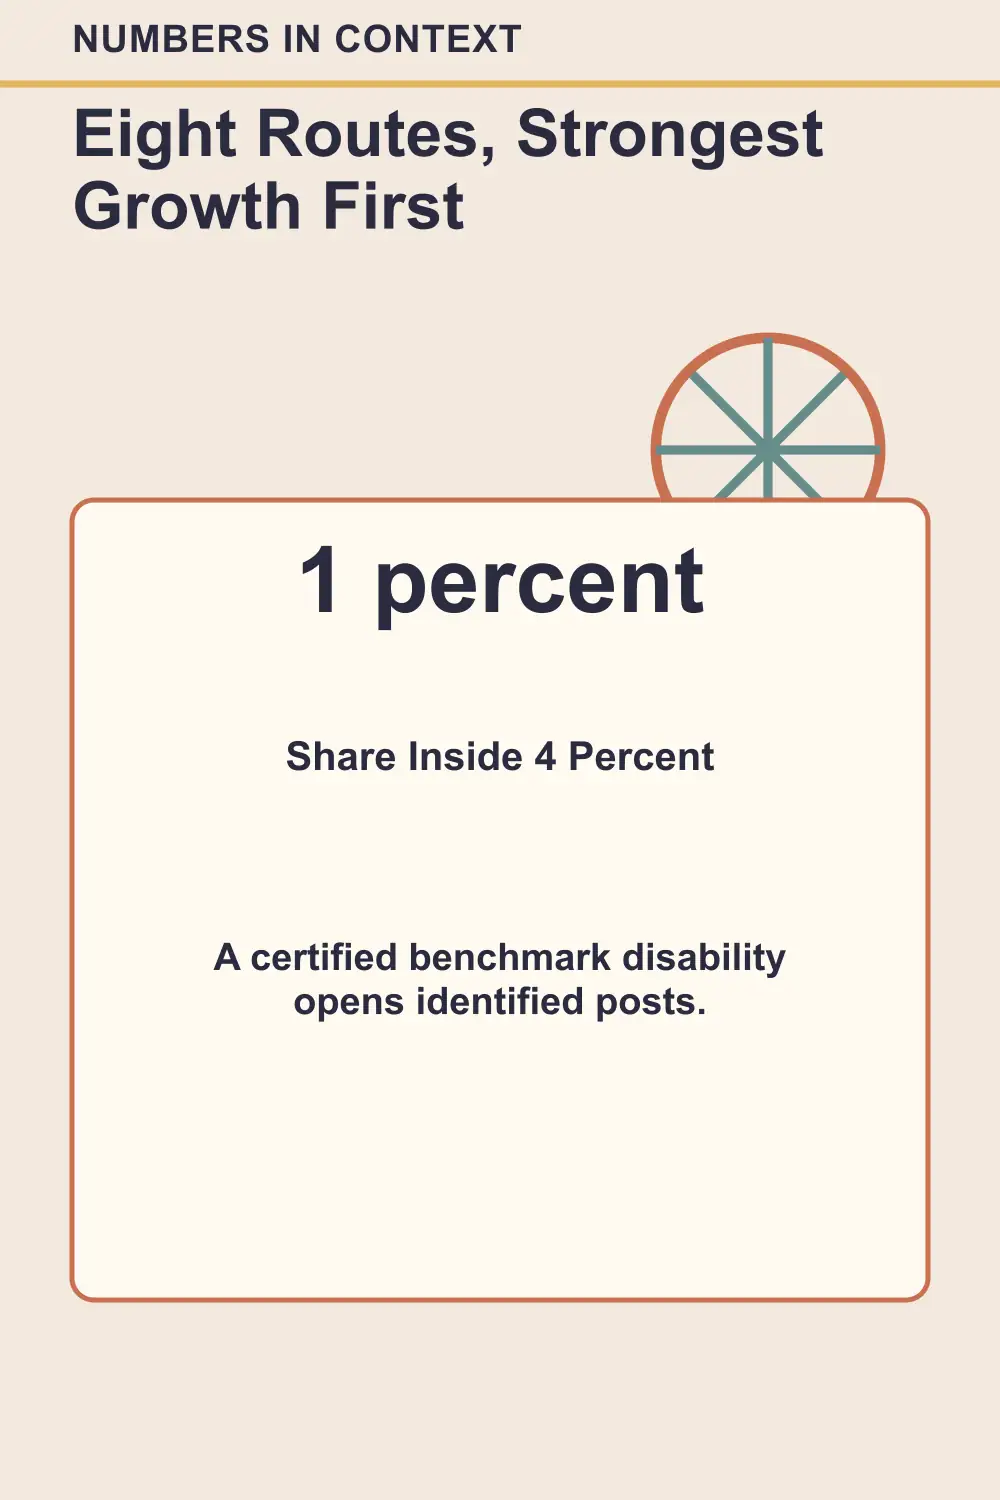 NUMBERS IN CONTEXT
Eight Routes, Strongest
Growth First
1 percent
Share Inside 4 Percent
A certified benchmark disability
opens identified posts.